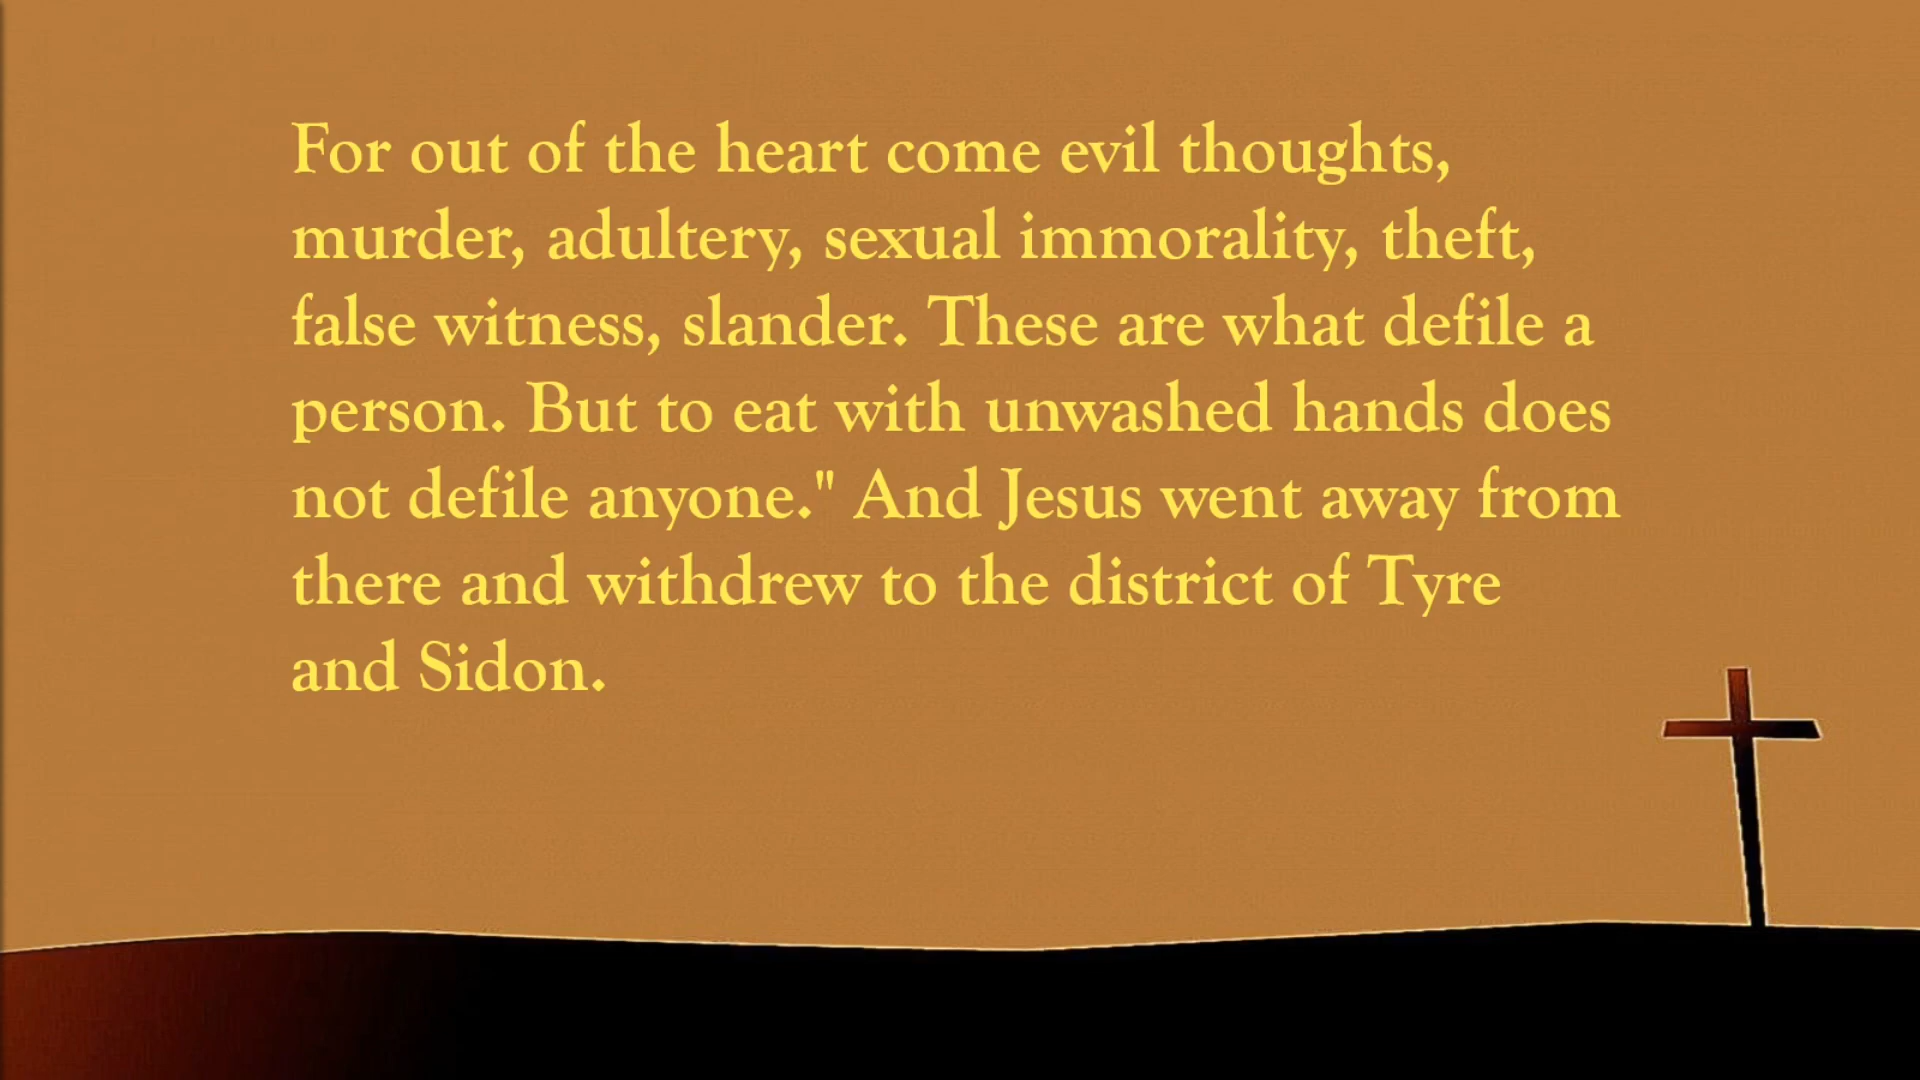 For out of the heart come evil thoughts,
murder, adultery, sexual immorality, theft,
false witness, slander. These are what defile a
person. But to eat with unwashed hands does
not defile anyone." And Jesus went away from
there and withdrew to the district of Tyre
and Sidon.